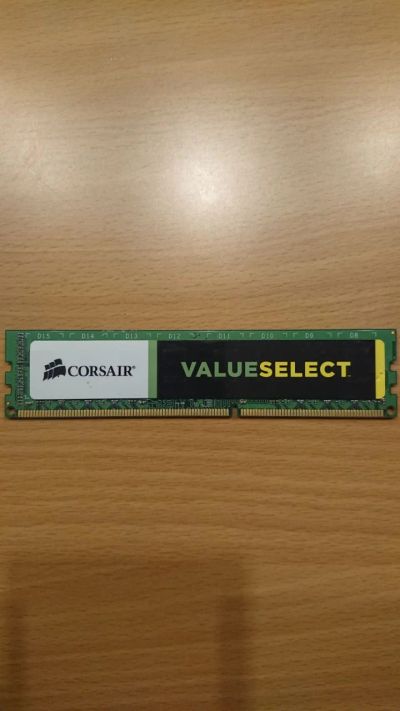 D15 D14 D13 D12 D11 D10 D9 D8
CORSAIR®
VALUESELECT